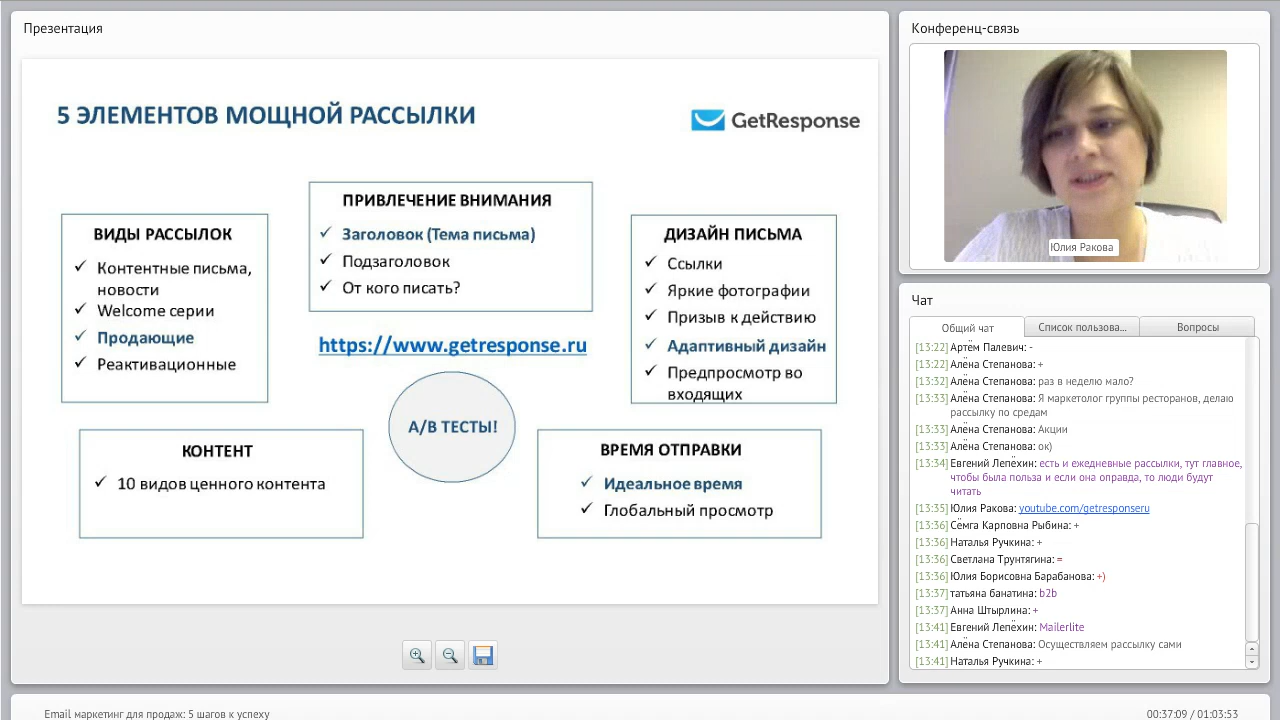 Презентация
5 ЭЛЕМЕНТОВ МОЩНОЙ РАССЫЛКИ
GetResponse
ВИДЫ РАССЫЛОК
✓ Контентные письма,
новости
✓ Welcome серии
✓ Продающие
✓ Реактивационные
ПРИВЛЕЧЕНИЕ ВНИМАНИЯ
✓ Заголовок (Тема письма)
✓ Подзаголовок
✓ От кого писать?
ДИЗАЙН ПИСЬМА
✓ Ссылки
✓ Яркие фотографии
✓ Призыв к действию
✓ Адаптивный дизайн
✓ Предпросмотр во
входящих
https://www.getresponse.ru
А/В ТЕСТЫ!
КОНТЕНТ
✓ 10 видов ценного контента
ВРЕМЯ ОТПРАВКИ
✓ Идеальное время
✓ Глобальный просмотр
Конференц-связь
Юлия Ракова
Чат
Общий чат
Список пользова...
Вопросы
[13:22] Артём Палевич: -
[13:22] Алёна Степанова: +
[13:32] Алёна Степанова: раз в неделю мало?
[13:33] Алёна Степанова: Я маркетолог группы ресторанов, делаю
рассылку по средам
[13:33] Алёна Степанова: Акции
[13:33] Алёна Степанова: ок)
[13:34] Евгений Лепёхин: есть и ежедневные рассылки, тут главное,
чтобы была польза и если она оправда, то люди будут
читать
[13:35] Юлия Ракова: youtube.com/getresponseru
[13:36] Сёмга Карповна Рыбина: +
[13:36] Наталья Ручкина: +
[13:36] Светлана Трунтягина: =
[13:36] Юлия Борисовна Барабанова: +)
[13:37] татьяна банатина: b2b
[13:37] Анна Штырлина: +
[13:41] Евгений Лепёхин: Mailerlite
[13:41] Алёна Степанова: Осуществляем рассылку сами
[13:41] Наталья Ручкина: +
Email маркетинг для продаж: 5 шагов к успеху
00:37:09 / 01:03:53